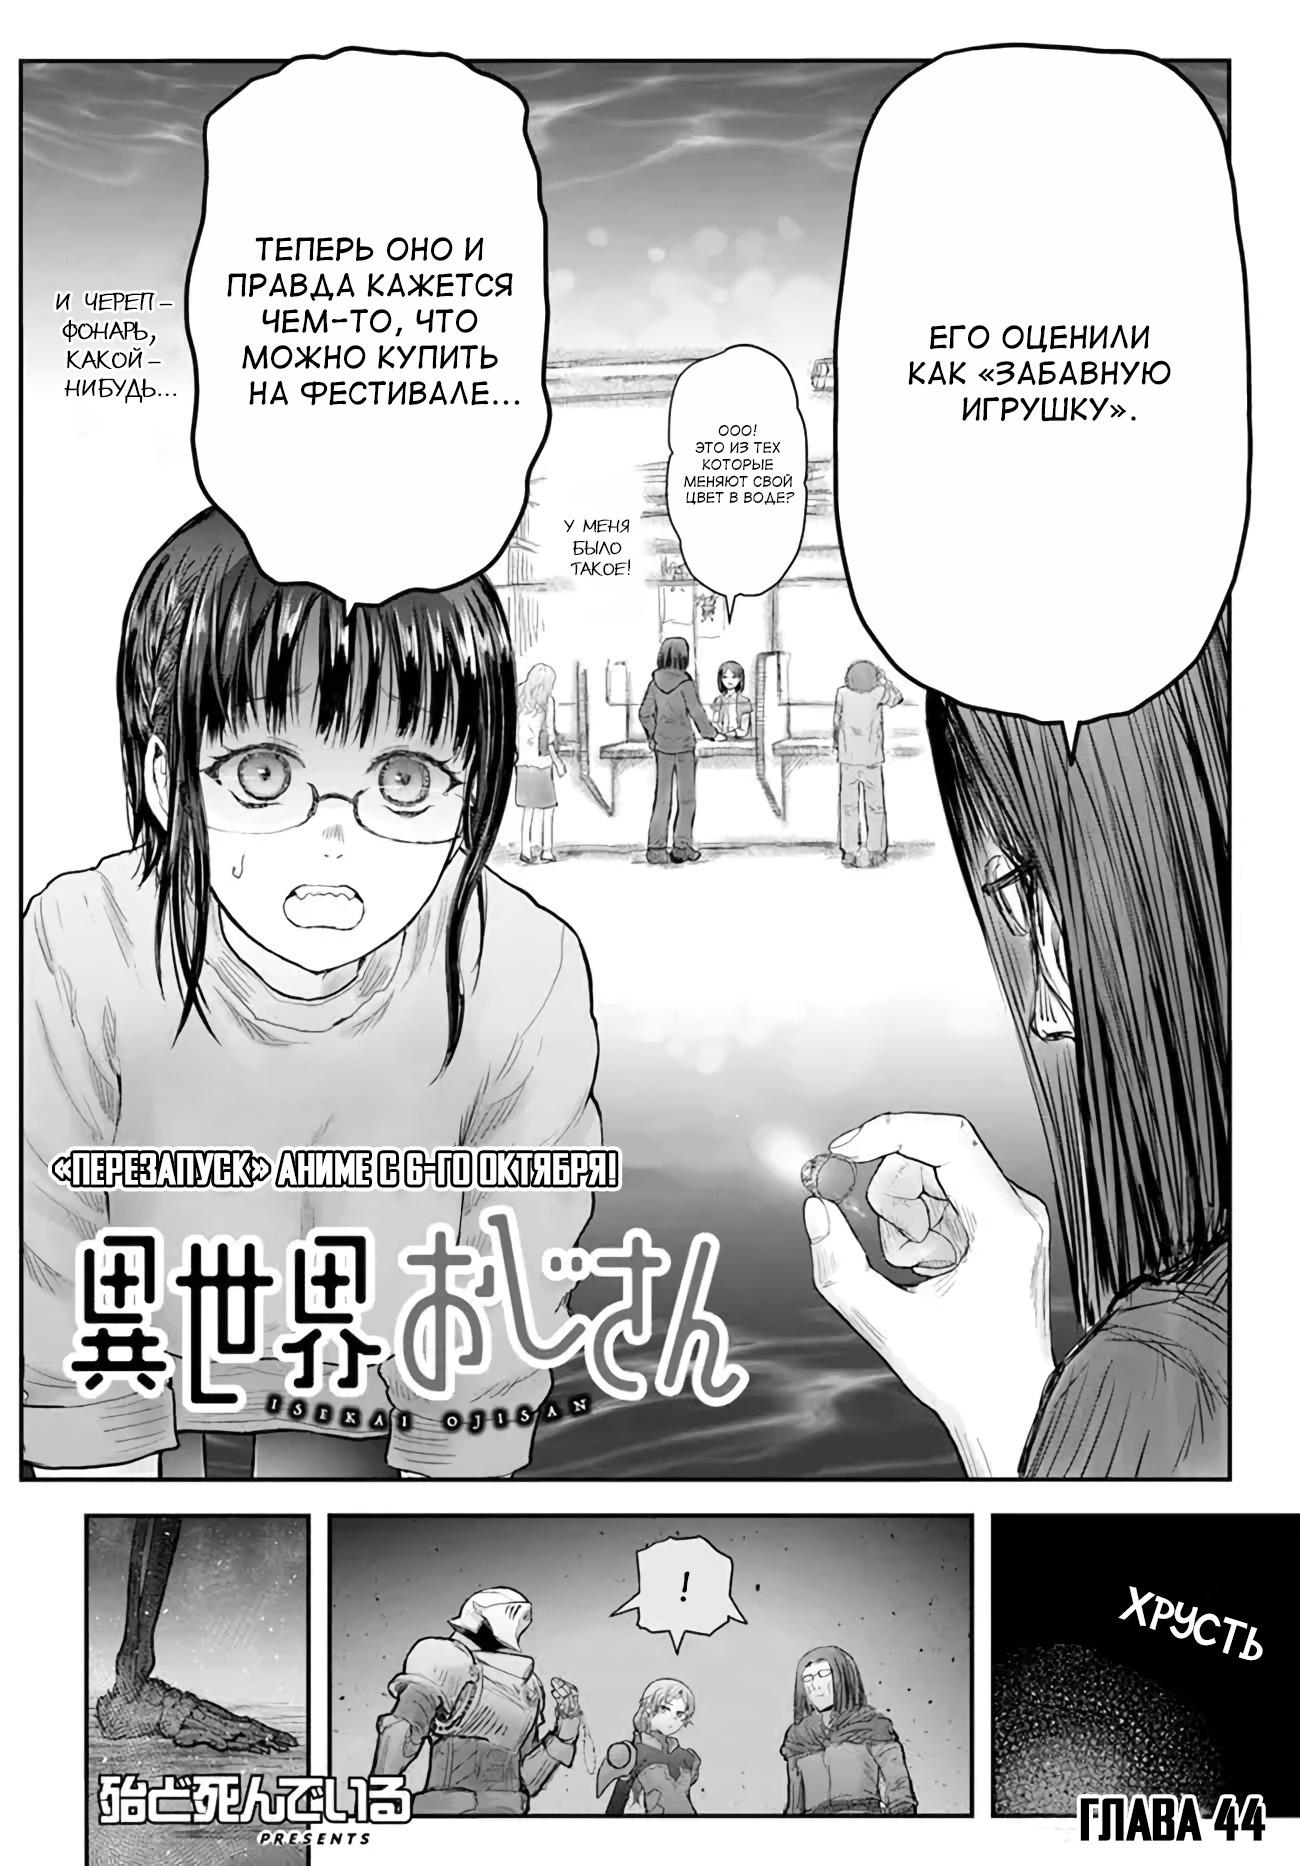 ЕГО ОЦЕНИЛИ
КАК «ЗАБАВНУЮ
ИГРУШКУ».
ООО!
ЭТО ИЗ ТЕХ
КОТОРЫЕ
МЕНЯЮТ СВОЙ
ЦВЕТ В ВОДЕ?
У МЕНЯ
БЫЛО
ТАКОЕ!
ТЕПЕРЬ ОНО И
ПРАВДА КАЖЕТСЯ
ЧЕМ-ТО, ЧТО
МОЖНО КУПИТЬ
НА ФЕСТИВАЛЕ...
И ЧЕРЕП-
ФОНАРЬ,
КАКОЙ-
НИБУДЬ...
«ПЕРЕЗАПУСК» АНИМЕ С 6-ГО ОКТЯБРЯ!
異世界おじさん
ISEKAI OJISAN
ХРУСТЬ
!
殆ど死んでいる
PRESENTS
ГЛАВА 44